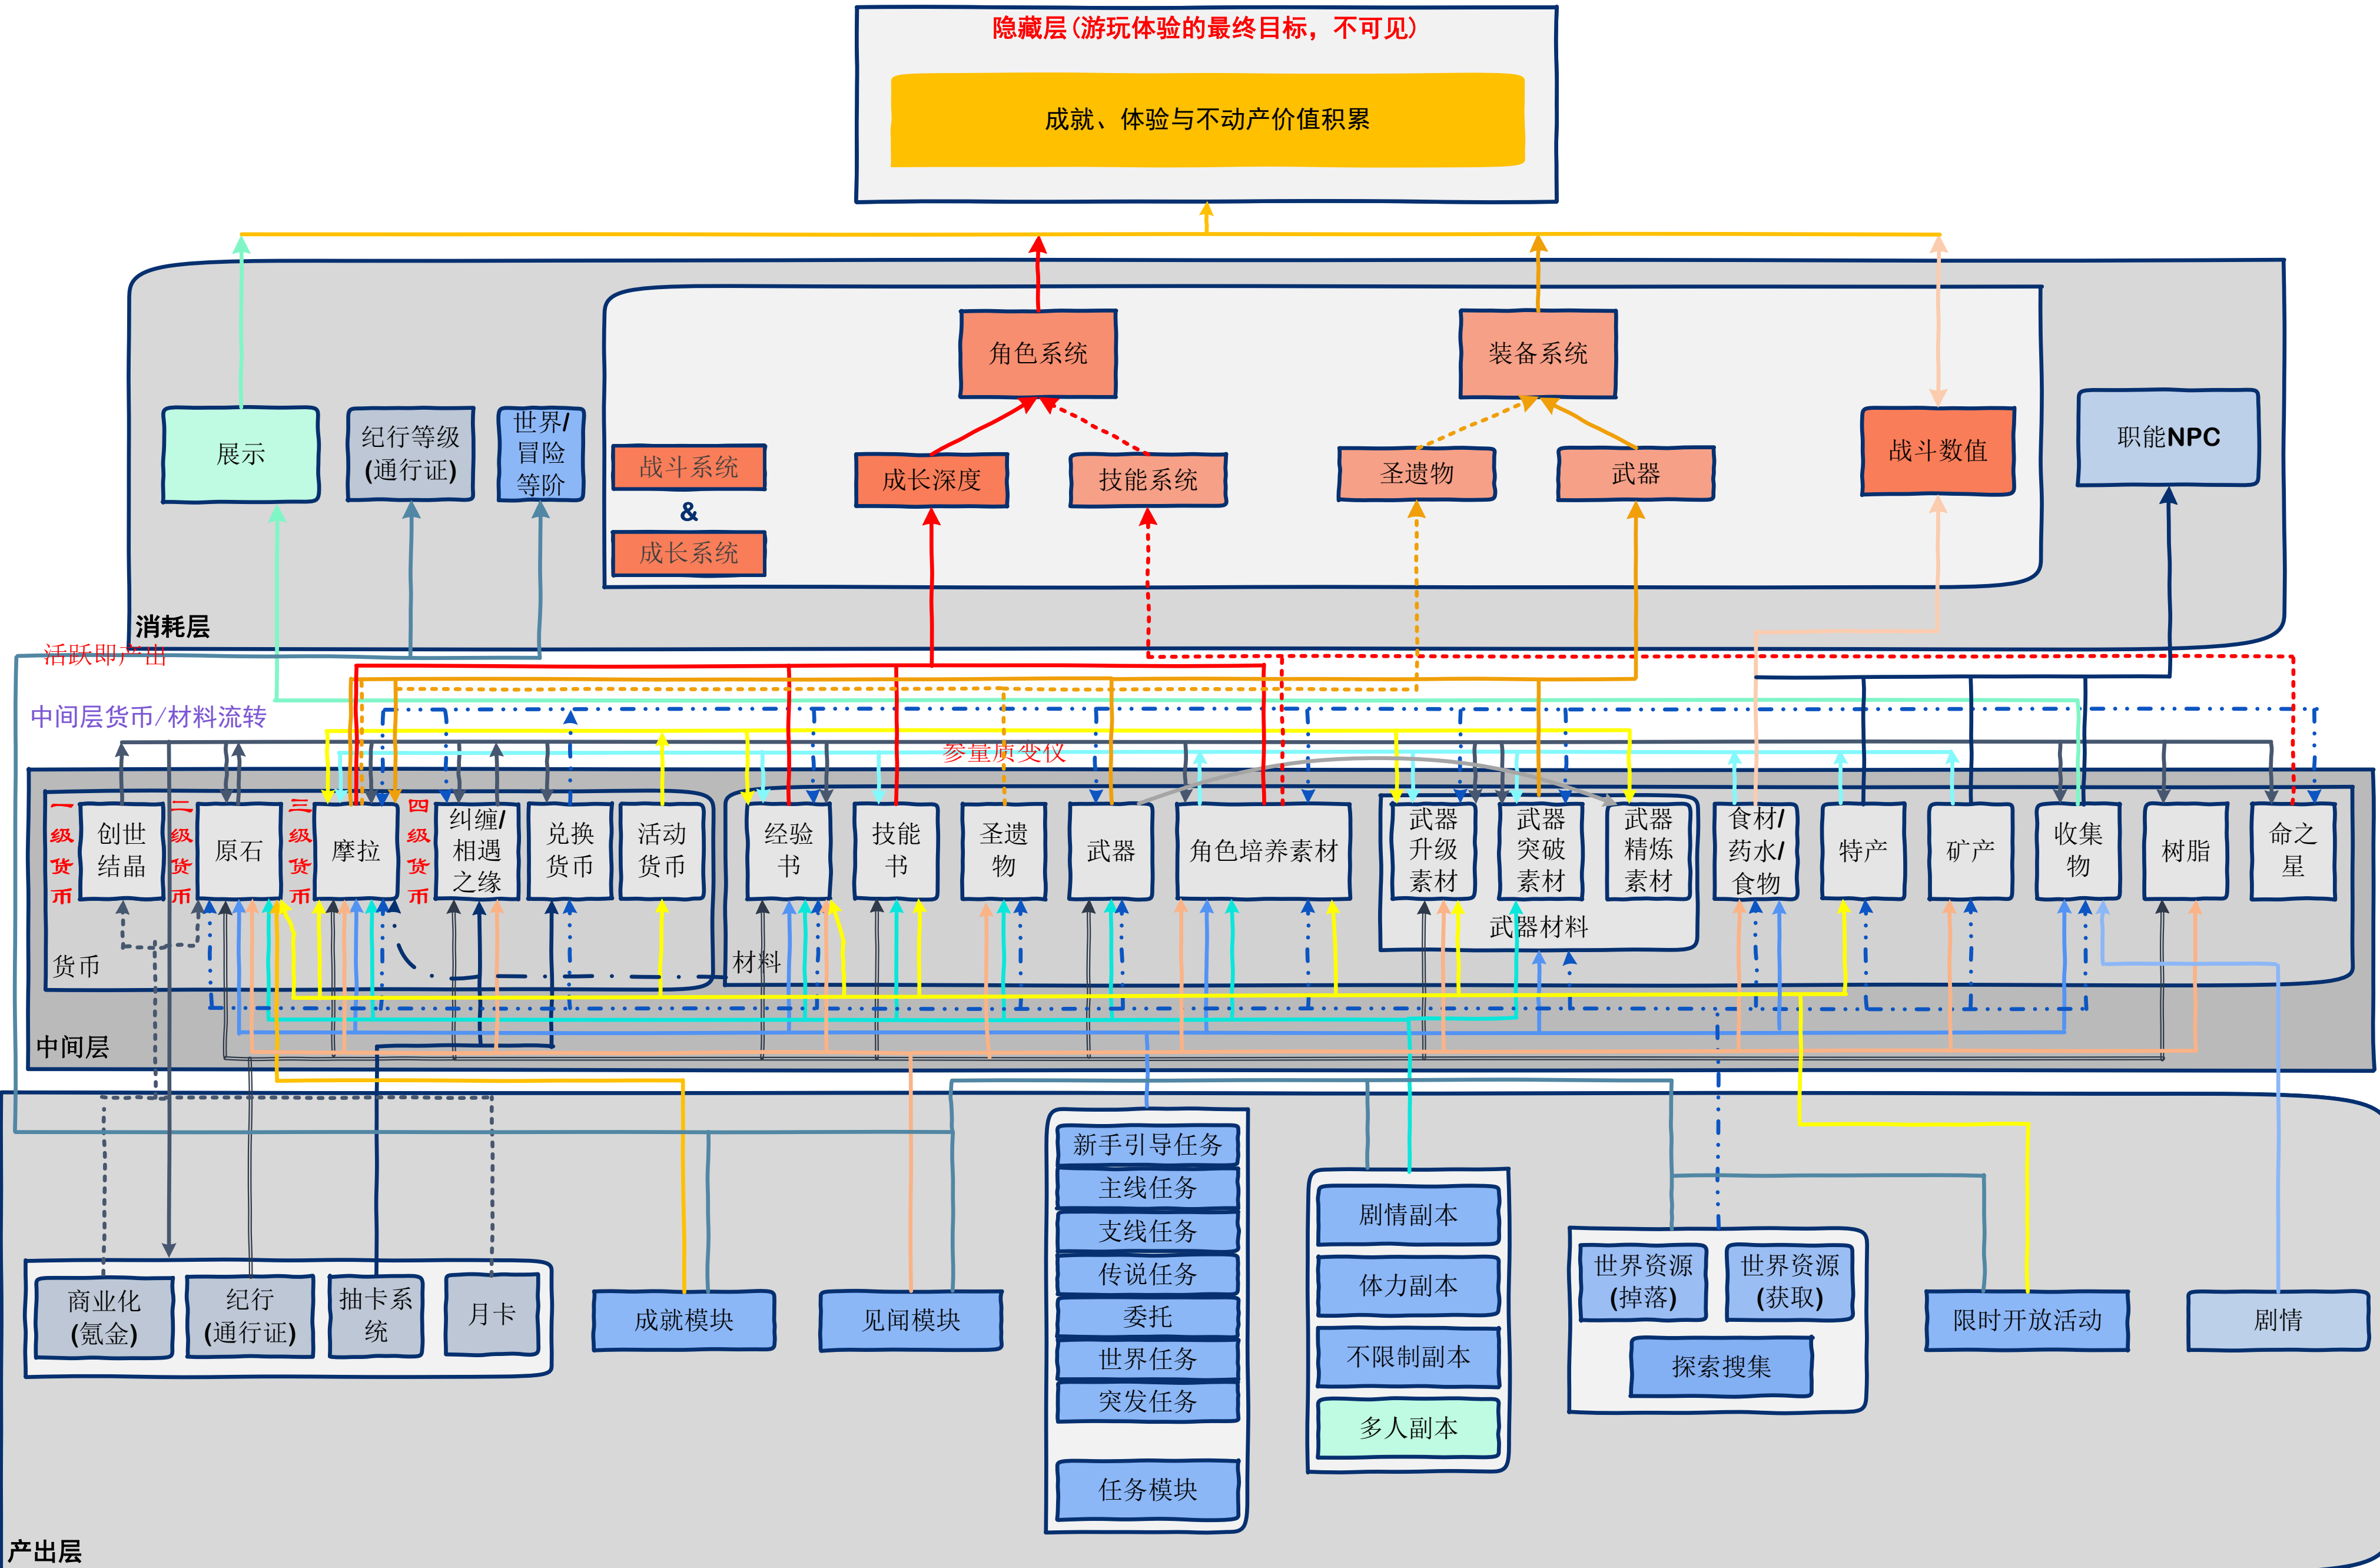 隐藏层(游玩体验的最终目标，不可见)
成就、体验与不动产价值积累
角色系统
装备系统
展示
纪行等级
(通行证)
世界/
冒险
等阶
战斗系统
&
成长系统
成长深度
技能系统
圣遗物
武器
战斗数值
职能NPC
消耗层
活跃即产出
中间层货币/材料流转
参量质变仪
一级货币
创世
结晶
二级货币
原石
三级货币
摩拉
四级货币
纠缠/
相遇
之缘
兑换
货币
活动
货币
经验
书
技能
书
圣遗
物
武器
角色培养素材
武器
升级
素材
武器
突破
素材
武器
精炼
素材
食材/
药水/
食物
特产
矿产
收集
物
树脂
命之
星
货币
材料
武器材料
中间层
商业化
(氪金)
纪行
(通行证)
抽卡系
统
月卡
成就模块
见闻模块
新手引导任务
主线任务
支线任务
传说任务
委托
世界任务
突发任务
任务模块
剧情副本
体力副本
不限制副本
多人副本
世界资源
(掉落)
世界资源
(获取)
探索搜集
限时开放活动
剧情
产出层